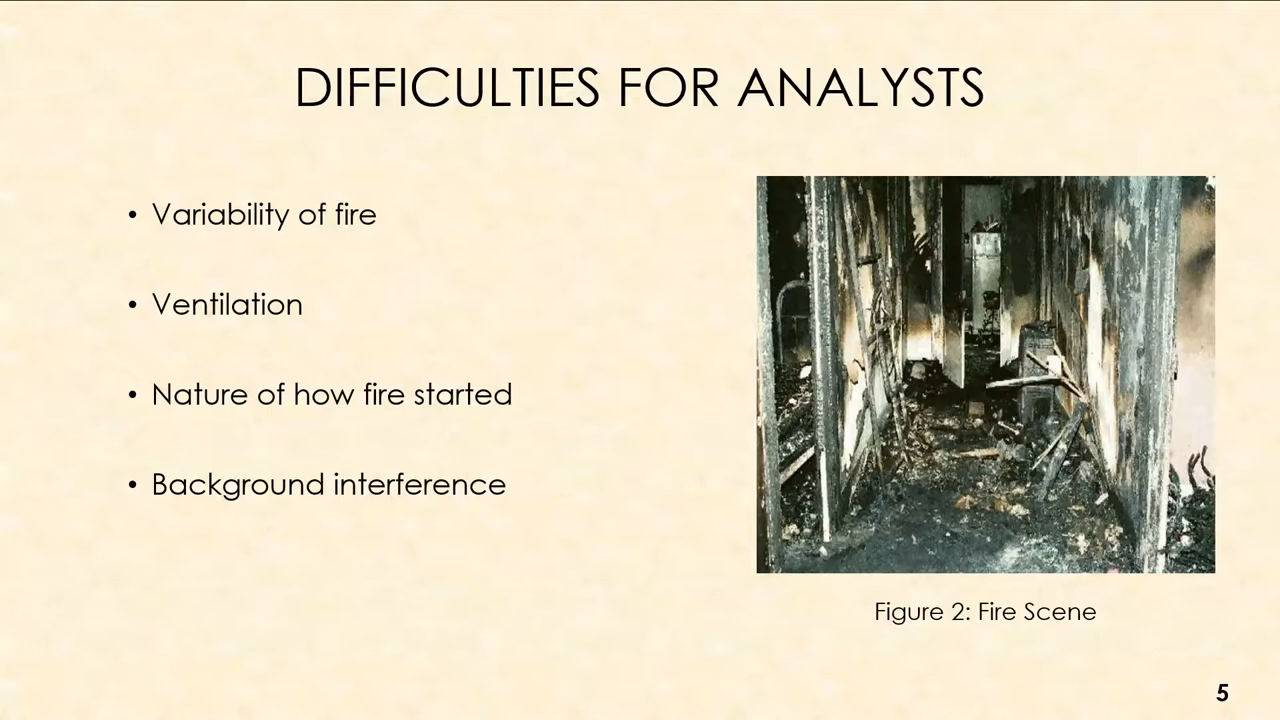 DIFFICULTIES FOR ANALYSTS
• Variability of fire
• Ventilation
• Nature of how fire started
• Background interference
Figure 2: Fire Scene
5